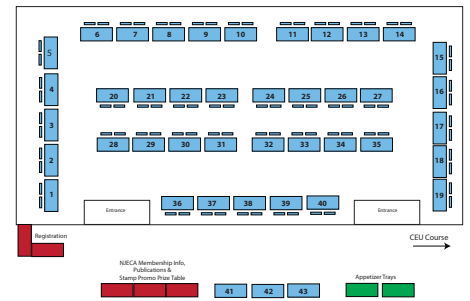 6 7 8 9 10 11 12 13 14
5
4
3
2
1
15
16
17
18
19
20 21 22 23 24 25 26 27
28 29 30 31 32 33 34 35
36 37 38 39 40
Entrance
Entrance
Registration
CEU Course
NJECA Membership Info,
Publications &
Stamp Promo Prize Table
41 42 43
Appetizer Trays